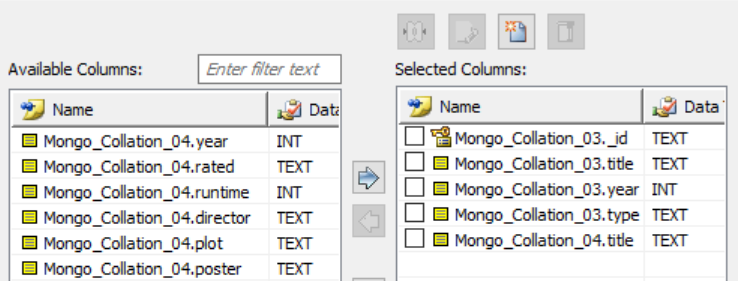 Available Columns:
Enter filter text
Name Data
Mongo_Collation_04.year INT
Mongo_Collation_04.rated TEXT
Mongo_Collation_04.runtime INT
Mongo_Collation_04.director TEXT
Mongo_Collation_04.plot TEXT
Mongo_Collation_04.poster TEXT
Selected Columns:
Name Data
Mongo_Collation_03._id TEXT
Mongo_Collation_03.title TEXT
Mongo_Collation_03.year INT
Mongo_Collation_03.type TEXT
Mongo_Collation_04.title TEXT